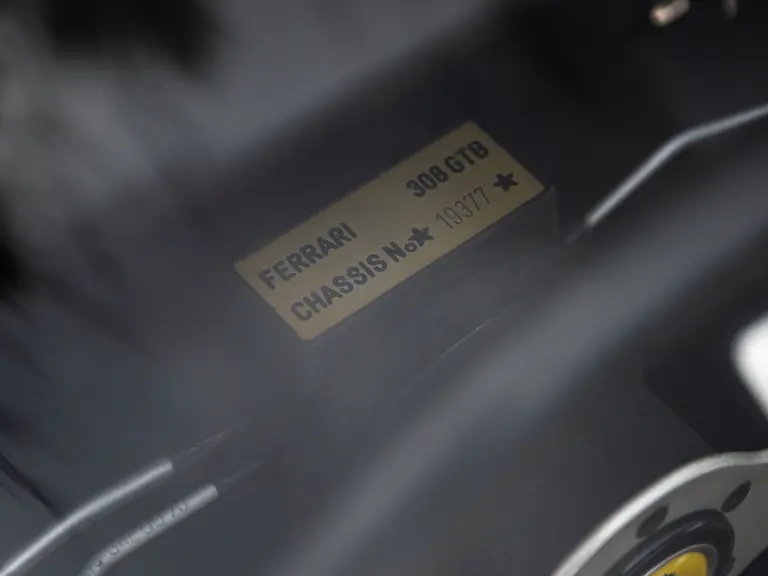 FERRARI 308 GTB
CHASSIS No★ 19377 ★